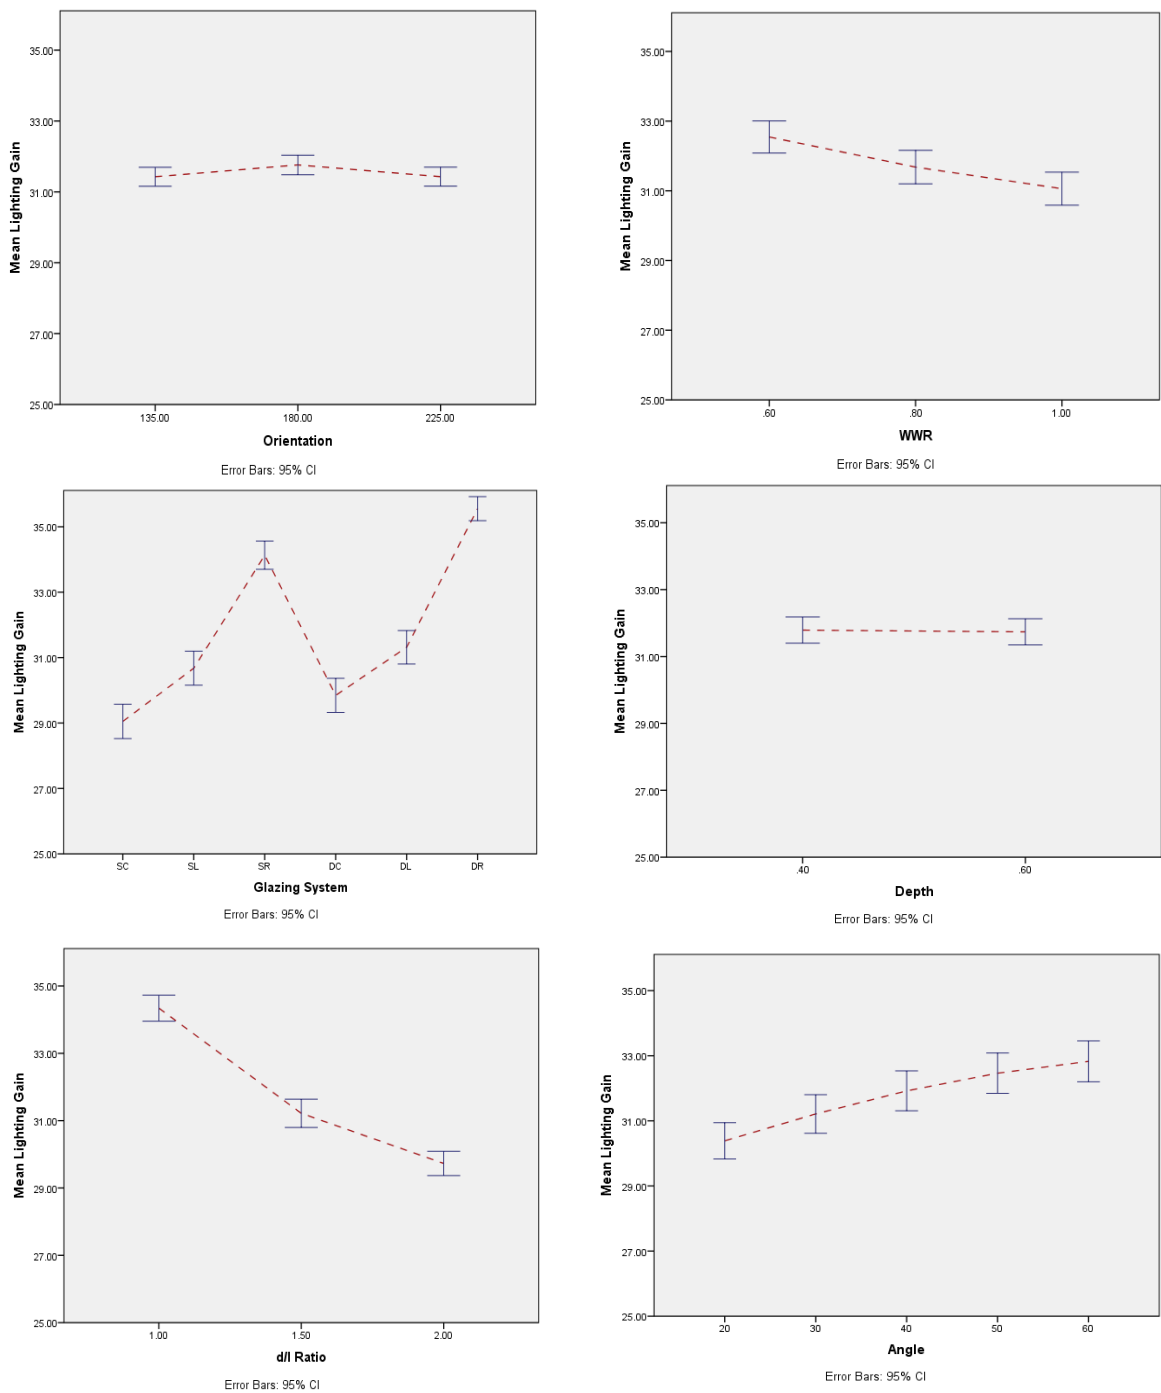 Mean Lighting Gain
35.00
33.00
31.00
29.00
27.00
25.00
135.00 180.00 225.00
Orientation
Error Bars: 95% CI
Mean Lighting Gain
35.00
33.00
31.00
29.00
27.00
25.00
.60 .80 1.00
WWR
Error Bars: 95% CI
Mean Lighting Gain
35.00
33.00
31.00
29.00
27.00
25.00
SC SL SR DC DL DR
Glazing System
Error Bars: 95% CI
Mean Lighting Gain
35.00
33.00
31.00
29.00
27.00
25.00
.40 .60
Depth
Error Bars: 95% CI
Mean Lighting Gain
35.00
33.00
31.00
29.00
27.00
25.00
1.00 1.50 2.00
d/l Ratio
Error Bars: 95% CI
Mean Lighting Gain
35.00
33.00
31.00
29.00
27.00
25.00
20 30 40 50 60
Angle
Error Bars: 95% CI